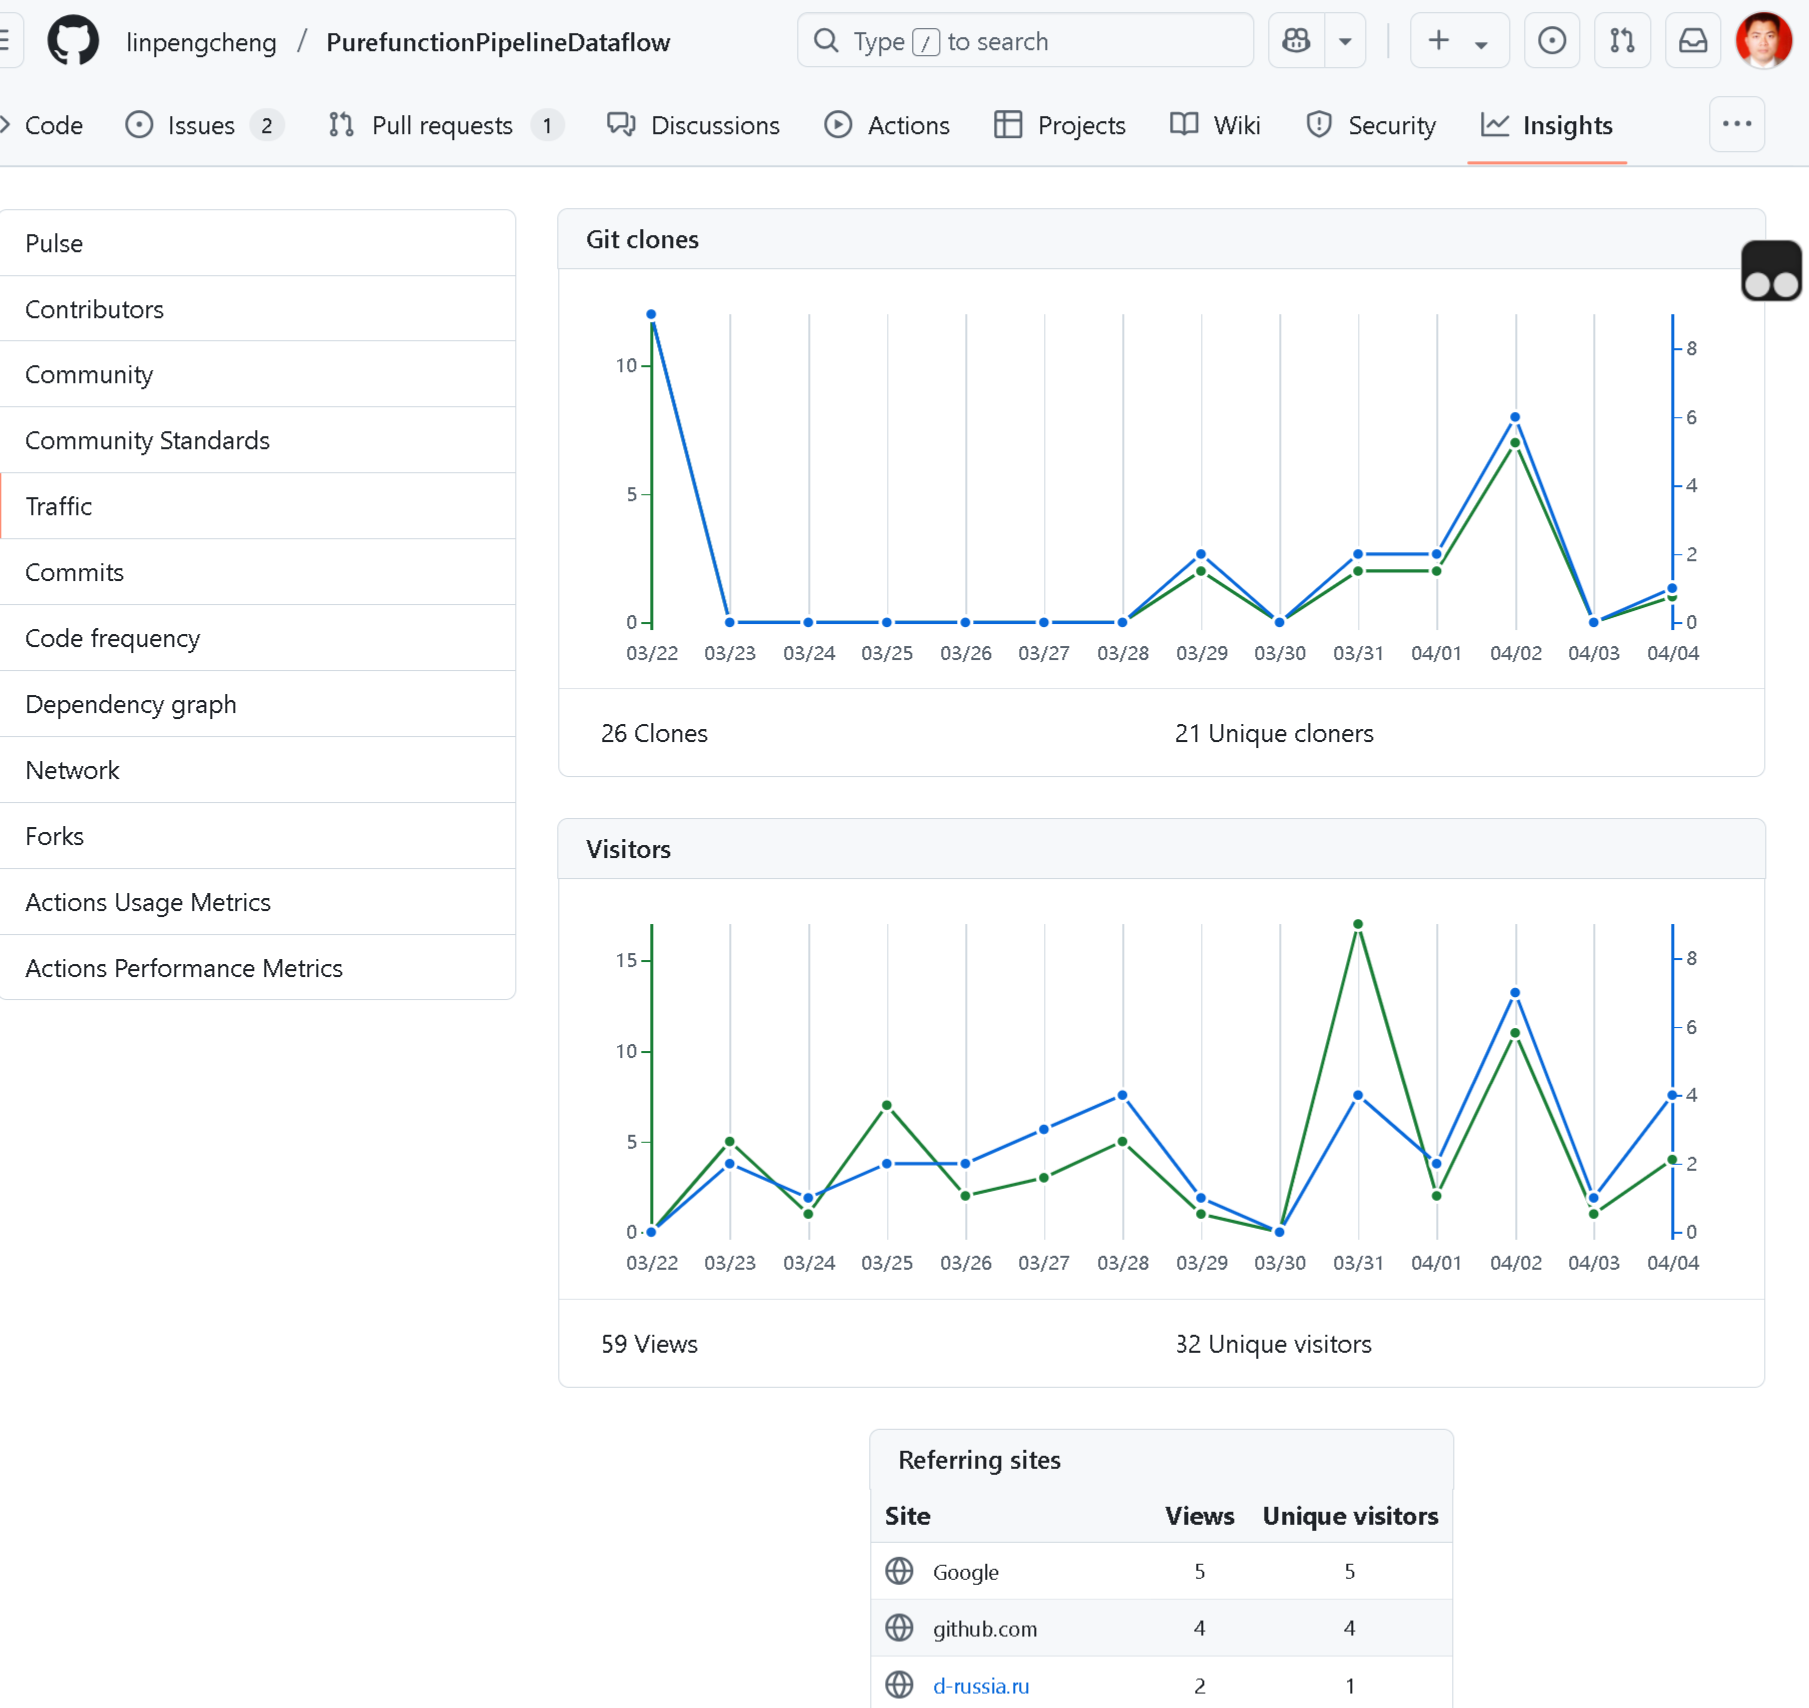 linpengcheng / PurefunctionPipelineDataflow
Type / to search
Code
Issues 2
Pull requests 1
Discussions
Actions
Projects
Wiki
Security
Insights
Pulse
Contributors
Community
Community Standards
Traffic
Commits
Code frequency
Dependency graph
Network
Forks
Actions Usage Metrics
Actions Performance Metrics
Git clones
10
5
0
8
6
4
2
0
03/22 03/23 03/24 03/25 03/26 03/27 03/28 03/29 03/30 03/31 04/01 04/02 04/03 04/04
26 Clones
21 Unique cloners
Visitors
15
10
5
0
8
6
4
2
0
03/22 03/23 03/24 03/25 03/26 03/27 03/28 03/29 03/30 03/31 04/01 04/02 04/03 04/04
59 Views
32 Unique visitors
Referring sites
Site Views Unique visitors
Google 5 5
github.com 4 4
d-russia.ru 2 1